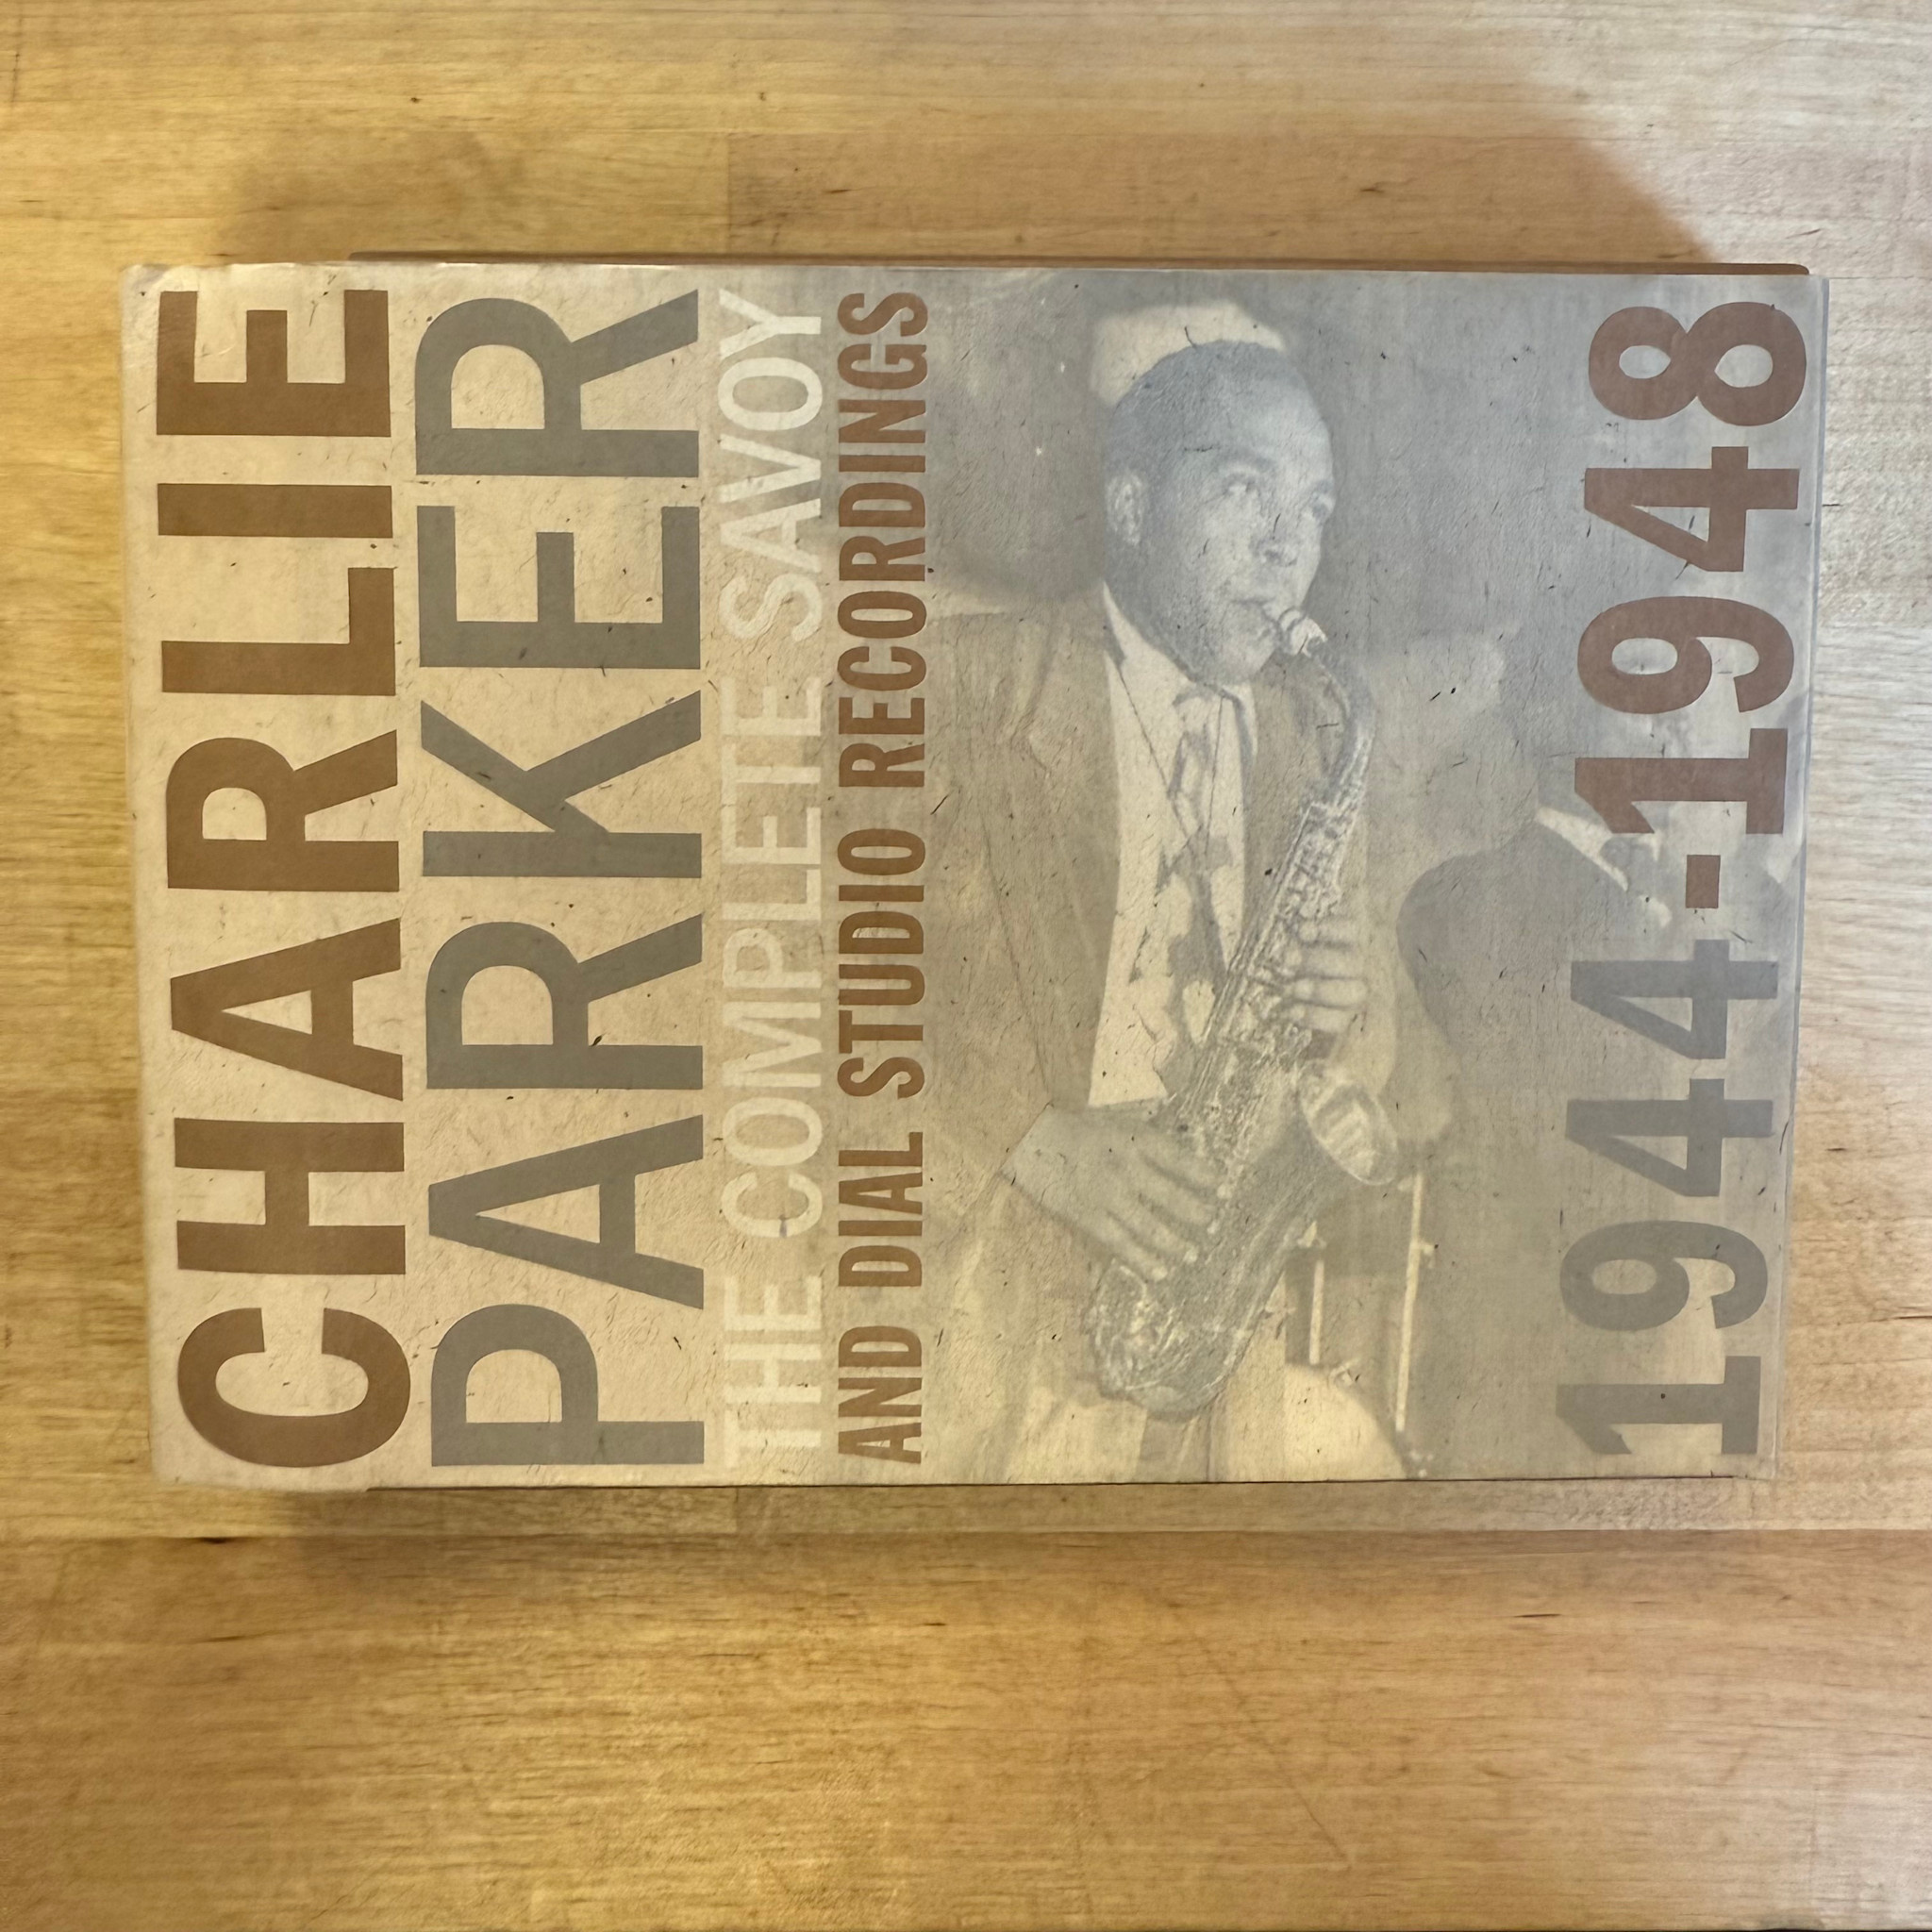 CHARLIE
PARKER
THE COMPLETE SAVOY
AND DIAL STUDIO RECORDINGS
1944-1948